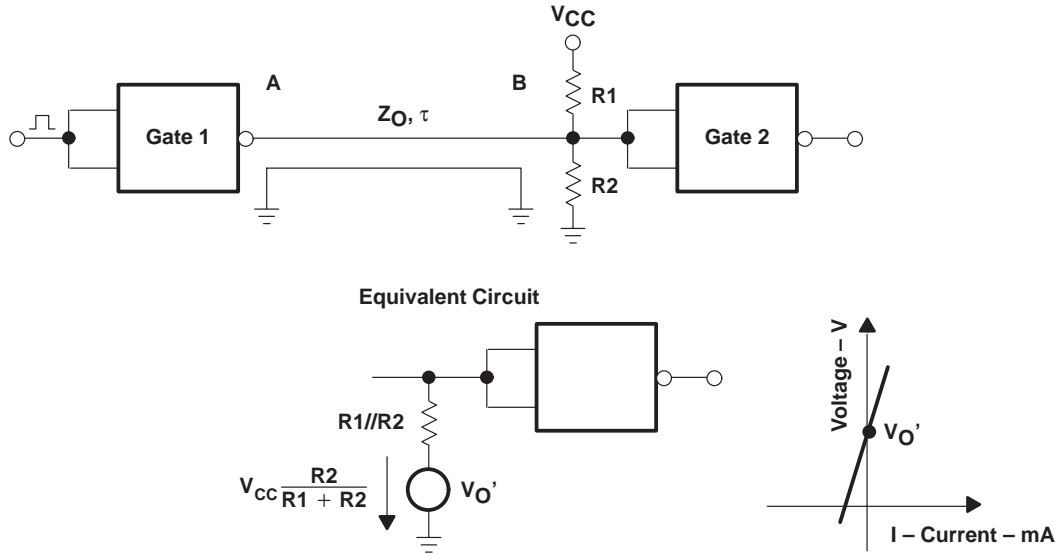 VCC
A
B
R1
ZO, τ
Gate 1
Gate 2
R2
Equivalent Circuit
R1//R2
VCC R2
R1 + R2
VO'
Voltage – V
VO'
I – Current – mA